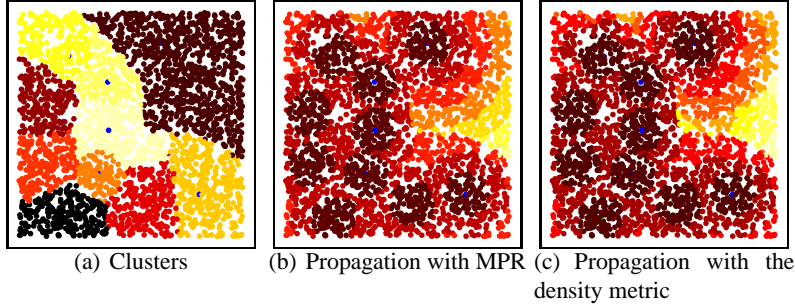 (a) Clusters
(b) Propagation with MPR
(c) Propagation with the
density metric